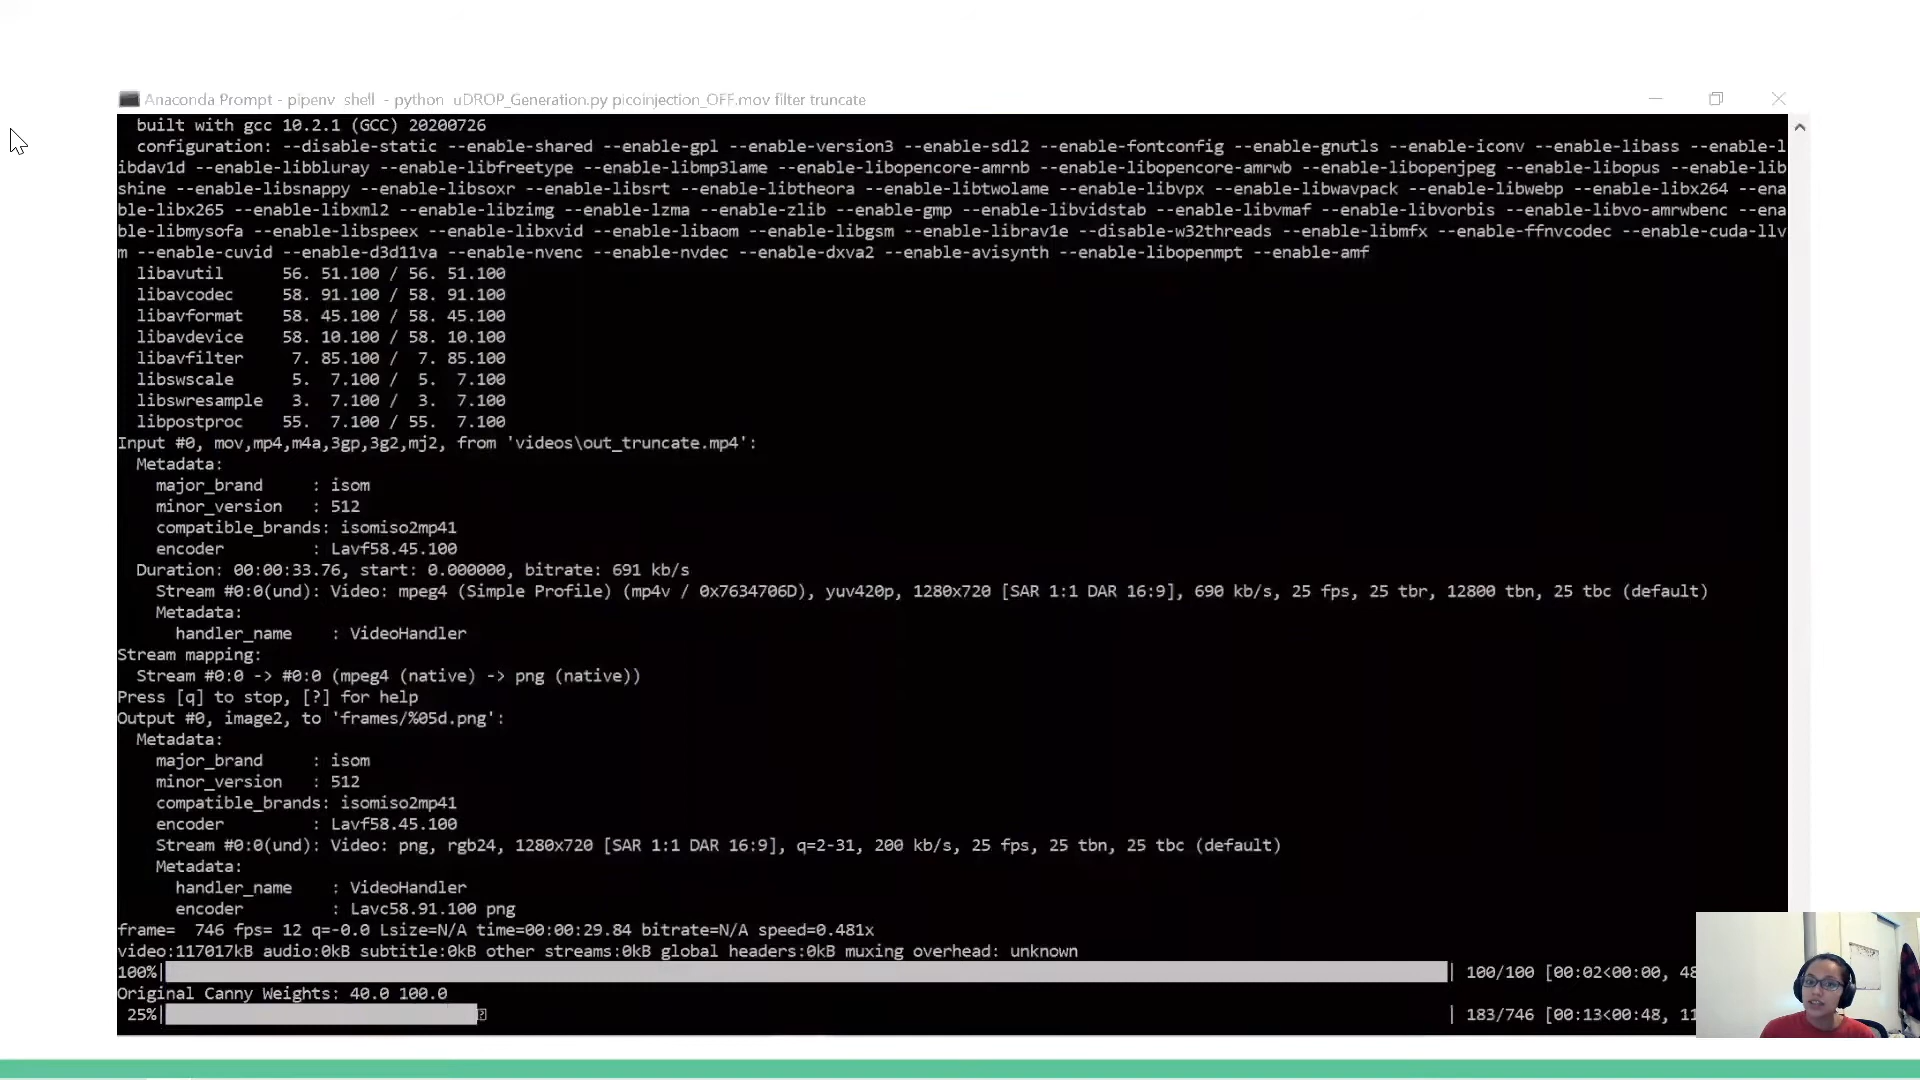 Anaconda Prompt - pipenv shell - python uDROP_Generation.py picoinjection_OFF.mov filter truncate
built with gcc 10.2.1 (GCC) 20200726
configuration: --disable-static --enable-shared --enable-gpl --enable-version3 --enable-sdl2 --enable-fontconfig --enable-gnutls --enable-iconv --enable-libass --enable-l
ibdav1d --enable-libbluray --enable-libfreetype --enable-libmp3lame --enable-libopencore-amrnb --enable-libopencore-amrwb --enable-libopenjpeg --enable-libopus --enable-lib
shine --enable-libsnappy --enable-libsoxr --enable-libsrt --enable-libtheora --enable-libtwolame --enable-libvpx --enable-libwavpack --enable-libwebp --enable-libx264 --ena
ble-libx265 --enable-libxml2 --enable-libzimg --enable-lzma --enable-zlib --enable-gmp --enable-libvidstab --enable-libvmaf --enable-libvorbis --enable-libvo-amrwbenc --ena
ble-libmysofa --enable-libspeex --enable-libxvid --enable-libaom --enable-libgsm --enable-librav1e --disable-w32threads --enable-libmfx --enable-ffnvcodec --enable-cuda-llv
m --enable-cuvid --enable-d3d11va --enable-nvenc --enable-nvdec --enable-dxva2 --enable-avisynth --enable-libopenmpt --enable-amf
libavutil 56. 51.100 / 56. 51.100
libavcodec 58. 91.100 / 58. 91.100
libavformat 58. 45.100 / 58. 45.100
libavdevice 58. 10.100 / 58. 10.100
libavfilter 7. 85.100 / 7. 85.100
libswscale 5. 7.100 / 5. 7.100
libswresample 3. 7.100 / 3. 7.100
libpostproc 55. 7.100 / 55. 7.100
Input #0, mov,mp4,m4a,3gp,3g2,mj2, from 'videos\out_truncate.mp4':
Metadata:
major_brand : isom
minor_version : 512
compatible_brands: isomiso2mp41
encoder : Lavf58.45.100
Duration: 00:00:33.76, start: 0.000000, bitrate: 691 kb/s
Stream #0:0(und): Video: mpeg4 (Simple Profile) (mp4v / 0x7634706D), yuv420p, 1280x720 [SAR 1:1 DAR 16:9], 690 kb/s, 25 fps, 25 tbr, 12800 tbn, 25 tbc (default)
Metadata:
handler_name : VideoHandler
Stream mapping:
Stream #0:0 -> #0:0 (mpeg4 (native) -> png (native))
Press [q] to stop, [?] for help
Output #0, image2, to 'frames/%05d.png':
Metadata:
major_brand : isom
minor_version : 512
compatible_brands: isomiso2mp41
encoder : Lavf58.45.100
Stream #0:0(und): Video: png, rgb24, 1280x720 [SAR 1:1 DAR 16:9], q=2-31, 200 kb/s, 25 fps, 25 tbn, 25 tbc (default)
Metadata:
handler_name : VideoHandler
encoder : Lavc58.91.100 png
frame= 746 fps= 12 q=-0.0 Lsize=N/A time=00:00:29.84 bitrate=N/A speed=0.481x
video:117017kB audio:0kB subtitle:0kB other streams:0kB global headers:0kB muxing overhead: unknown
100%| | 100/100 [00:02<00:00, 48
Original Canny Weights: 40.0 100.0
25%| | 183/746 [00:13<00:48, 11